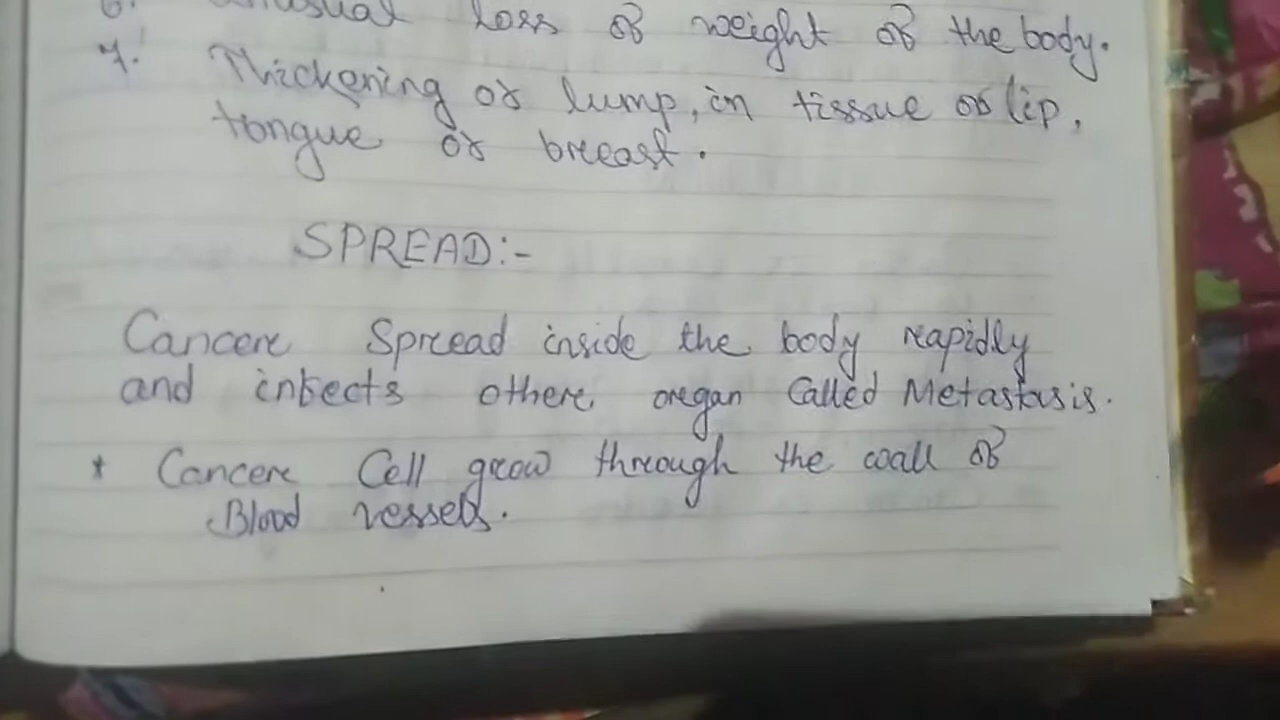 6. Unusual loss of weight of the body.
7. Thickening or lump, in tissue of lip,
tongue or breast.
SPREAD:-
Cancer Spread inside the body rapidly
and infects other organ Called Metastasis.
* Cancer Cell grow through the wall of
Blood vessels.